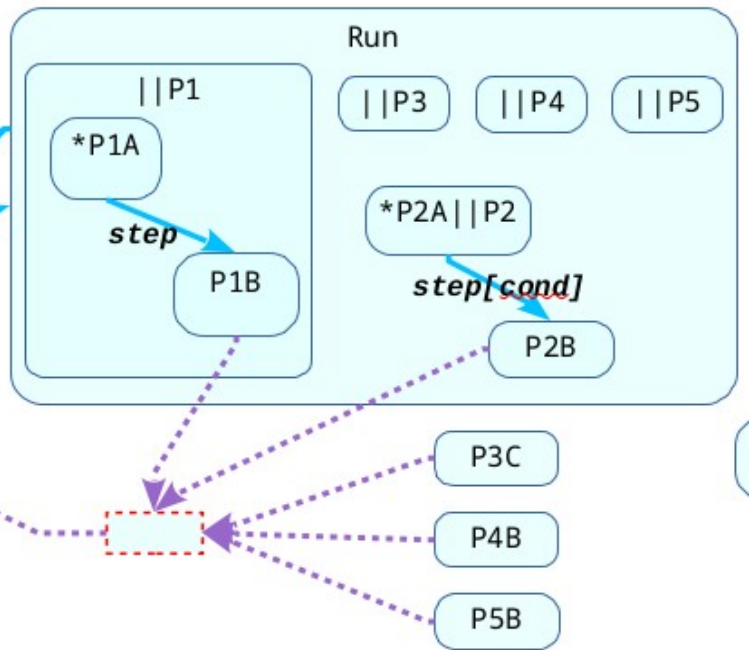 Run
||P1
||P3
||P4
||P5
*P1A
step
P1B
*P2A||P2
step[cond]
P2B
P3C
P4B
P5B